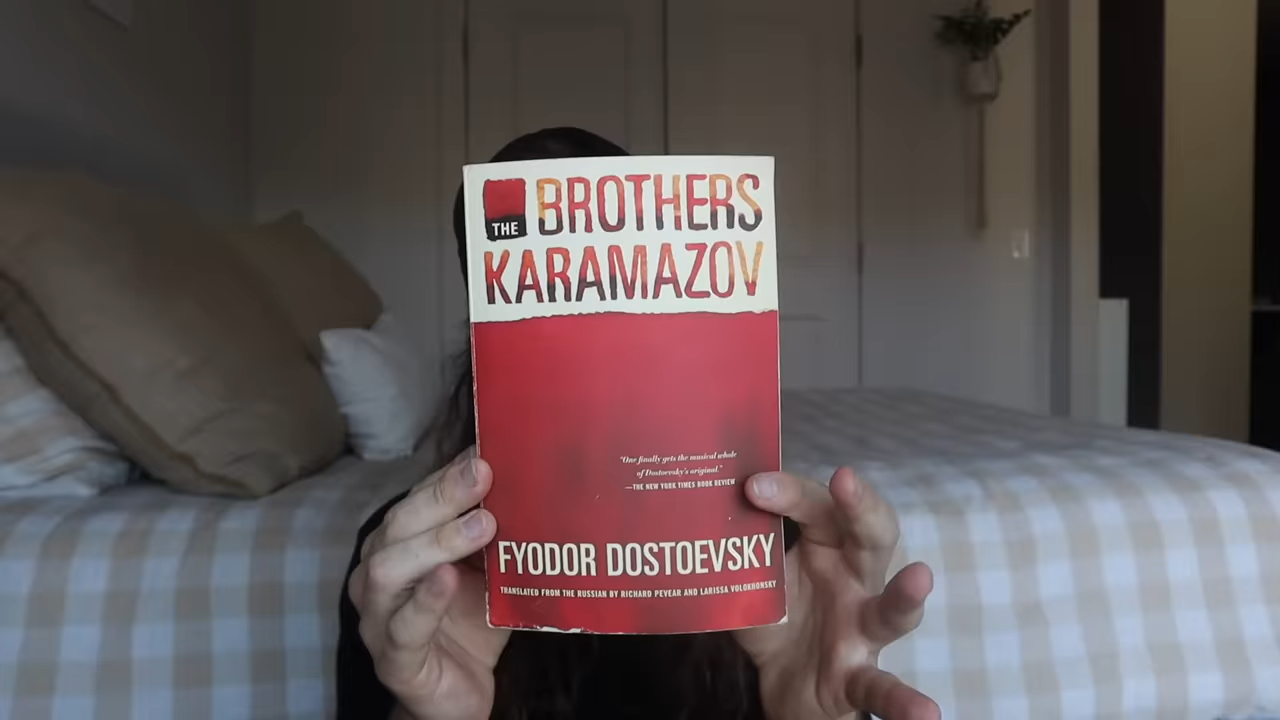 THE BROTHERS
KARAMAZOV
"One finally gets the musical whole
of Dostoevsky's original."
—THE NEW YORK TIMES BOOK REVIEW
FYODOR DOSTOEVSKY
TRANSLATED FROM THE RUSSIAN BY RICHARD PEVEAR AND LARISSA VOLOKHONSKY